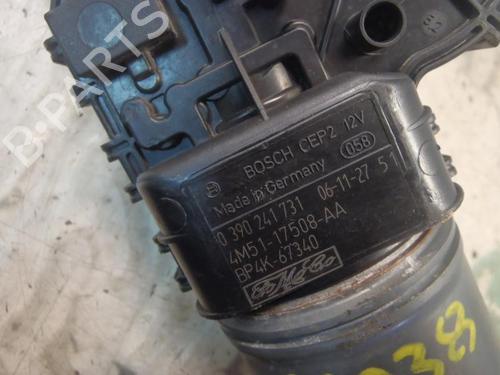 B-PARTS
BOSCH CEP2 12V
Made in Germany 058
0 390 241 731 06-11-27 51
4M51-17508-AA
BP4K-67340
FoMoCo